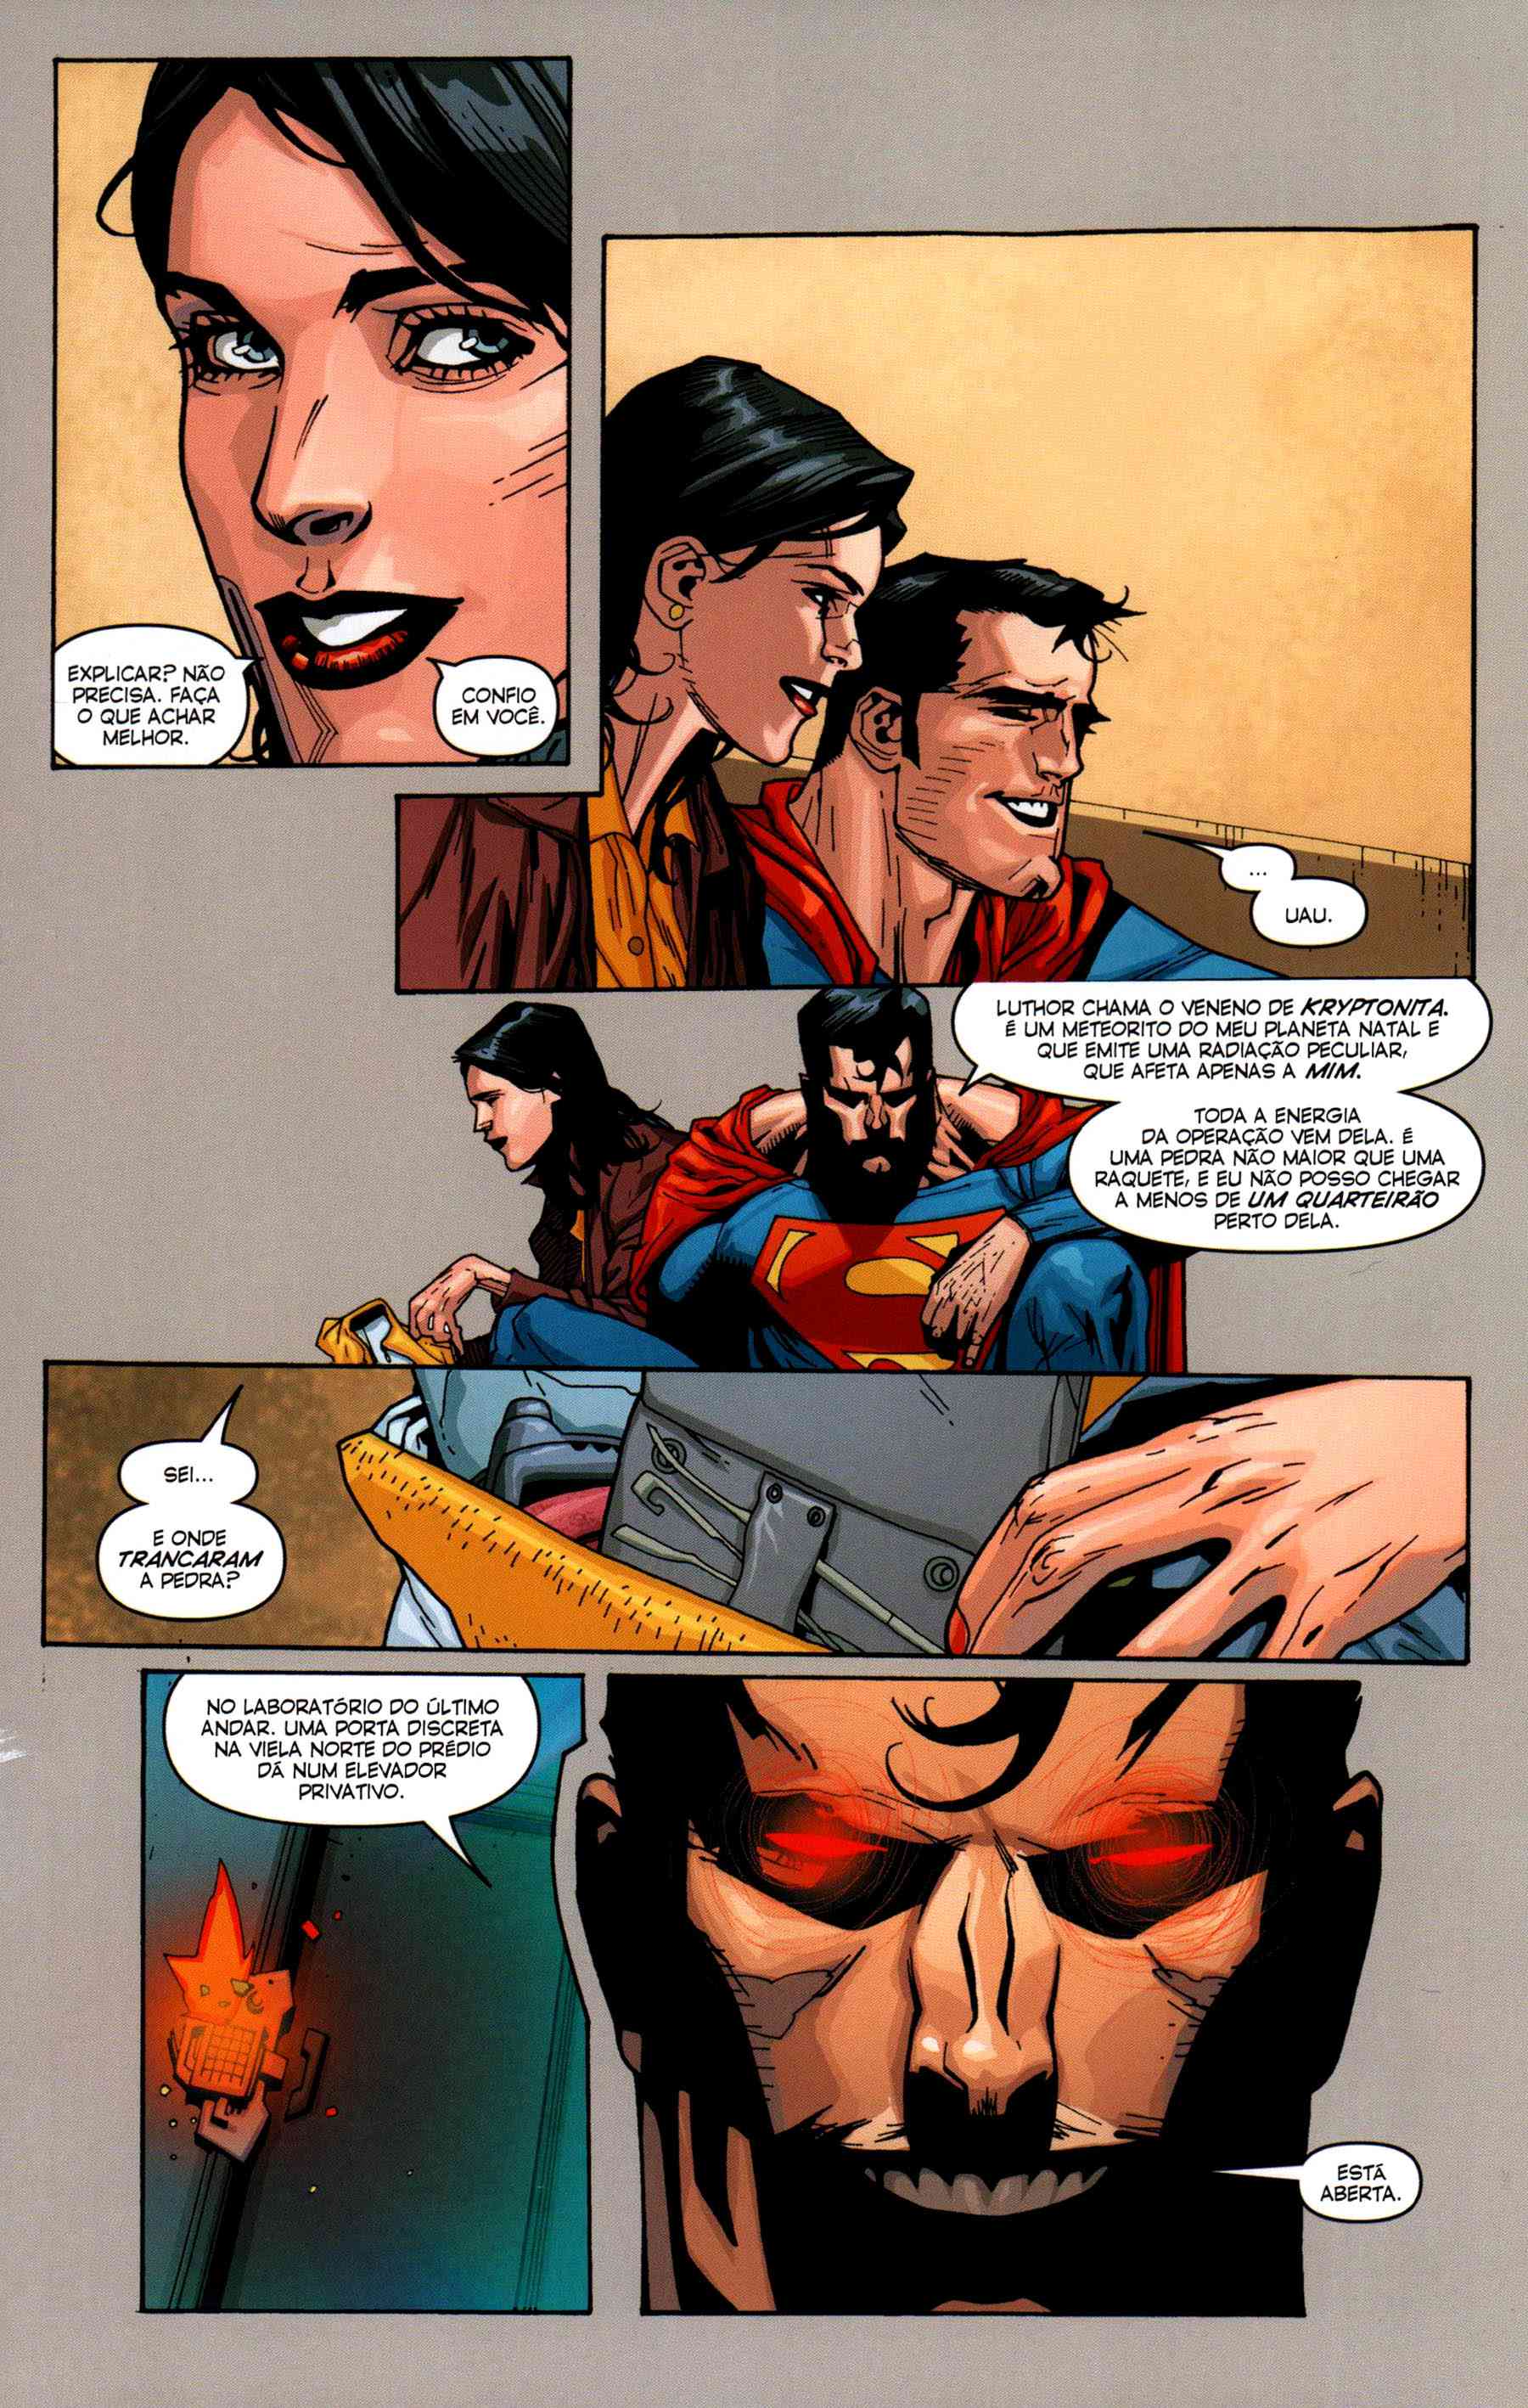 EXPLICAR? NÃO
PRECISA. FAÇA
O QUE ACHAR
MELHOR.
CONFIO
EM VOCÊ.
...
UAU.
LUTHOR CHAMA O VENENO DE KRYPTONITA.
É UM METEORITO DO MEU PLANETA NATAL E
QUE EMITE UMA RADIAÇÃO PECULIAR,
QUE AFETA APENAS A MIM.
TODA A ENERGIA
DA OPERAÇÃO VEM DELA. É
UMA PEDRA NÃO MAIOR QUE UMA
RAQUETE, E EU NÃO POSSO CHEGAR
A MENOS DE UM QUARTEIRÃO
PERTO DELA.
SEI...
E ONDE
TRANCARAM
A PEDRA?
NO LABORATÓRIO DO ÚLTIMO
ANDAR. UMA PORTA DISCRETA
NA VIELA NORTE DO PRÉDIO
DÁ NUM ELEVADOR
PRIVATIVO.
ESTÁ
ABERTA.